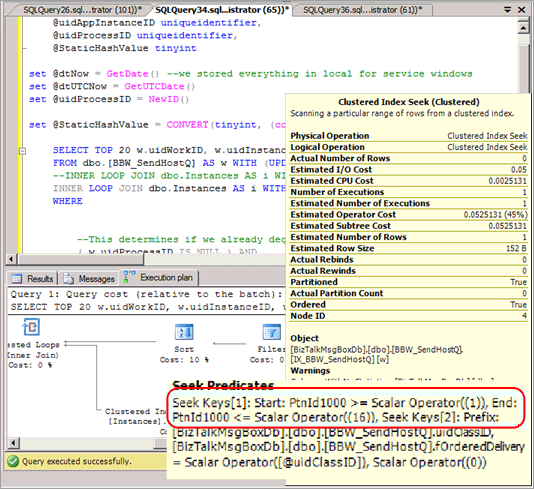 SQLQuery26.sql...trator (101))*
SQLQuery34.sql...istrator (65))*
SQLQuery36.sql...istrator (61))*
@uidAppInstanceID uniqueidentifier,
@uidProcessID uniqueidentifier,
@StaticHashValue tinyint
set @dtNow = GetDate() --we stored everything in local for service windows
set @dtUTCNow = GetUTCDate()
set @uidProcessID = NewID()
set @StaticHashValue = CONVERT(tinyint, (co
SELECT TOP 20 w.uidWorkID, w.uidInstanc
FROM dbo.[BBW_SendHostQ] AS w WITH (UPD
--INNER LOOP JOIN dbo.Instances AS i WI
INNER LOOP JOIN dbo.Instances AS i WITH
WHERE
--This determines if we already deq
( w.uidProcessID IS NULL ) AND
Clustered Index Seek (Clustered)
Scanning a particular range of rows from a clustered index.
Physical Operation Clustered Index Seek
Logical Operation Clustered Index Seek
Actual Number of Rows 0
Estimated I/O Cost 0.05
Estimated CPU Cost 0.0025131
Number of Executions 1
Estimated Number of Executions 1
Estimated Operator Cost 0.0525131 (45%)
Estimated Subtree Cost 0.0525131
Estimated Number of Rows 1
Estimated Row Size 152 B
Actual Rebinds 0
Actual Rewinds 0
Partitioned True
Actual Partition Count 0
Ordered True
Node ID 4
Object
[BizTalkMsgBoxDb].[dbo].[BBW_SendHostQ].
[IX_BBW_SendHostQ] [w]
Warnings
Results Messages Execution plan
Query 1: Query cost (relative to the batch):
SELECT TOP 20 w.uidWorkID, w.uidInstanceID, w
ested Loops
Inner Join)
Cost: 0 %
Sort
Cost: 10 %
Filter
Cost:
Clustered In
[Instances].
Cost
Query executed successfully.
Seek Predicates
Seek Keys[1]: Start: PtnId1000 >= Scalar Operator((1)), End:
PtnId1000 <= Scalar Operator((16)), Seek Keys[2]: Prefix:
[BizTalkMsgBoxDb].[dbo].[BBW_SendHostQ].uidClassID,
[BizTalkMsgBoxDb].[dbo].[BBW_SendHostQ].fOrderedDelivery
= Scalar Operator([@uidClassID]), Scalar Operator((0))